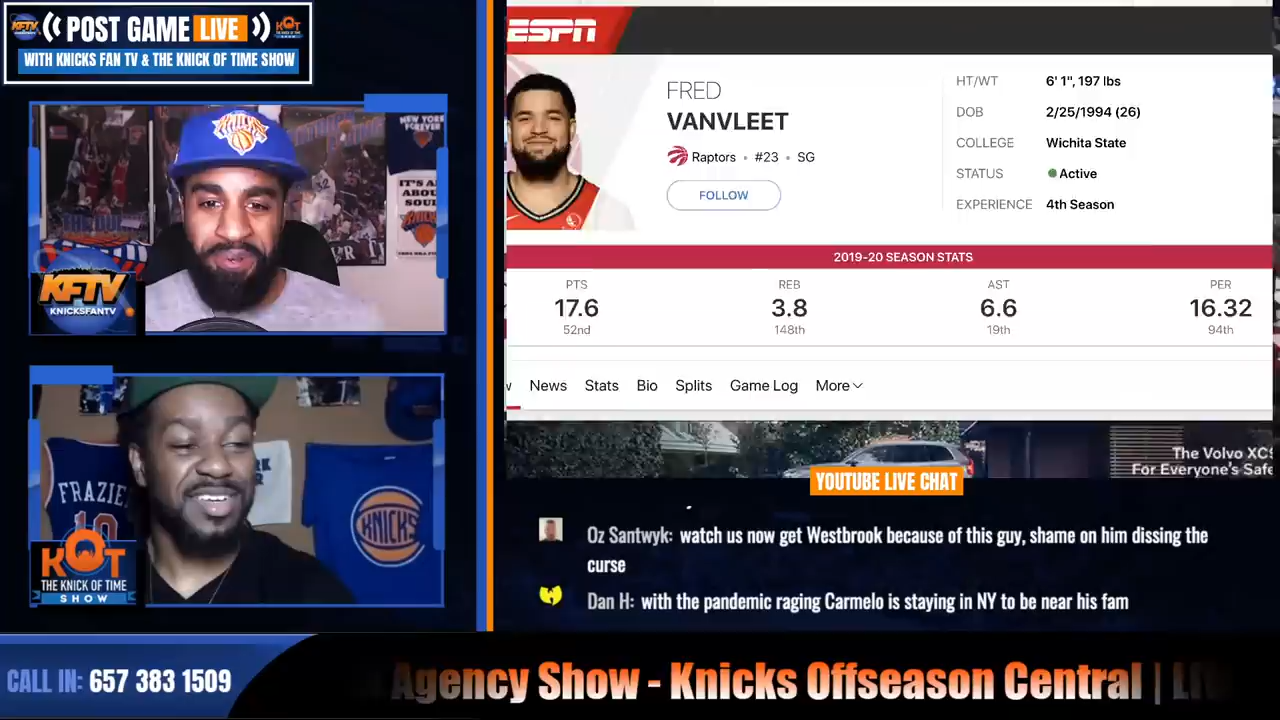 POST GAME LIVE
WITH KNICKS FAN TV & THE KNICK OF TIME SHOW
NEW YORK
FOREVER
IT'S
SOUL
KFTV
KNICKSFANTV
FRAZIER
10
KNICKS
KOT
THE KNICK OF TIME
SHOW
CALL IN: 657 383 1509
ESPN
FRED
VANVLEET
Raptors • #23 • SG
FOLLOW
HT/WT 6' 1", 197 lbs
DOB 2/25/1994 (26)
COLLEGE Wichita State
STATUS Active
EXPERIENCE 4th Season
2019-20 SEASON STATS
PTS REB AST PER
17.6 3.8 6.6 16.32
52nd 148th 19th 94th
News Stats Bio Splits Game Log More
The Volvo XC
For Everyone's Safe
YOUTUBE LIVE CHAT
Oz Santwyk: watch us now get Westbrook because of this guy, shame on him dissing the
curse
Dan H: with the pandemic raging Carmelo is staying in NY to be near his fam
Agency Show - Knicks Offseason Central |